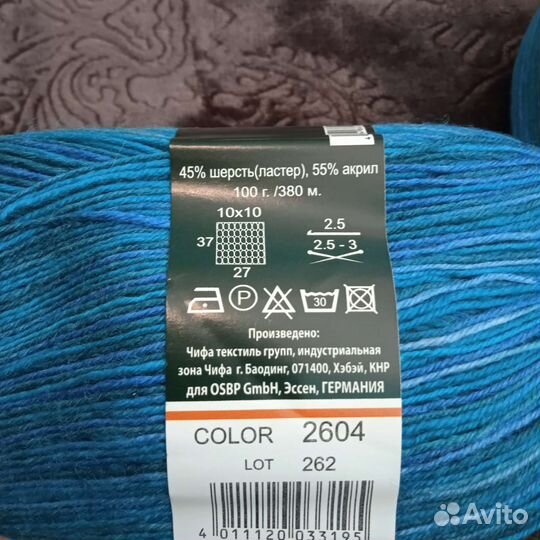 45% шерсть(ластер), 55% акрил
100 г. /380 м.
10x10
37
27
2.5
2.5 - 3
P
30
Произведено:
Чифа текстиль групп, индустриальная
зона Чифа г. Баодинг, 071400, Хэбэй, КНР
для OSBP GmbH, Эссен, ГЕРМАНИЯ
COLOR 2604
LOT 262
4 011120 033195
Avito